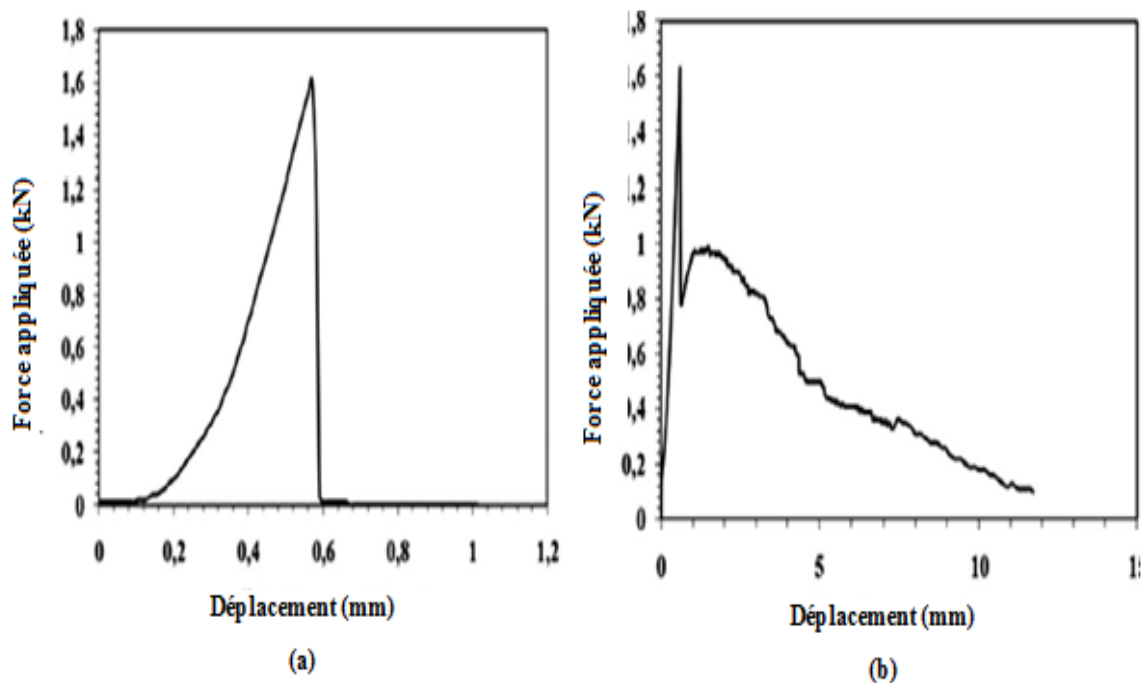 1,8
1,6
1,4
1,2
1
0,8
0,6
0,4
0,2
0
0 0,2 0,4 0,6 0,8 1 1,2
Force appliquée (kN)
Déplacement (mm)
(a)
,8
,6
,4
,2
1
,8
,6
,4
0,2
0
0 5 10 15
Force appliquée (kN)
Déplacement (mm)
(b)